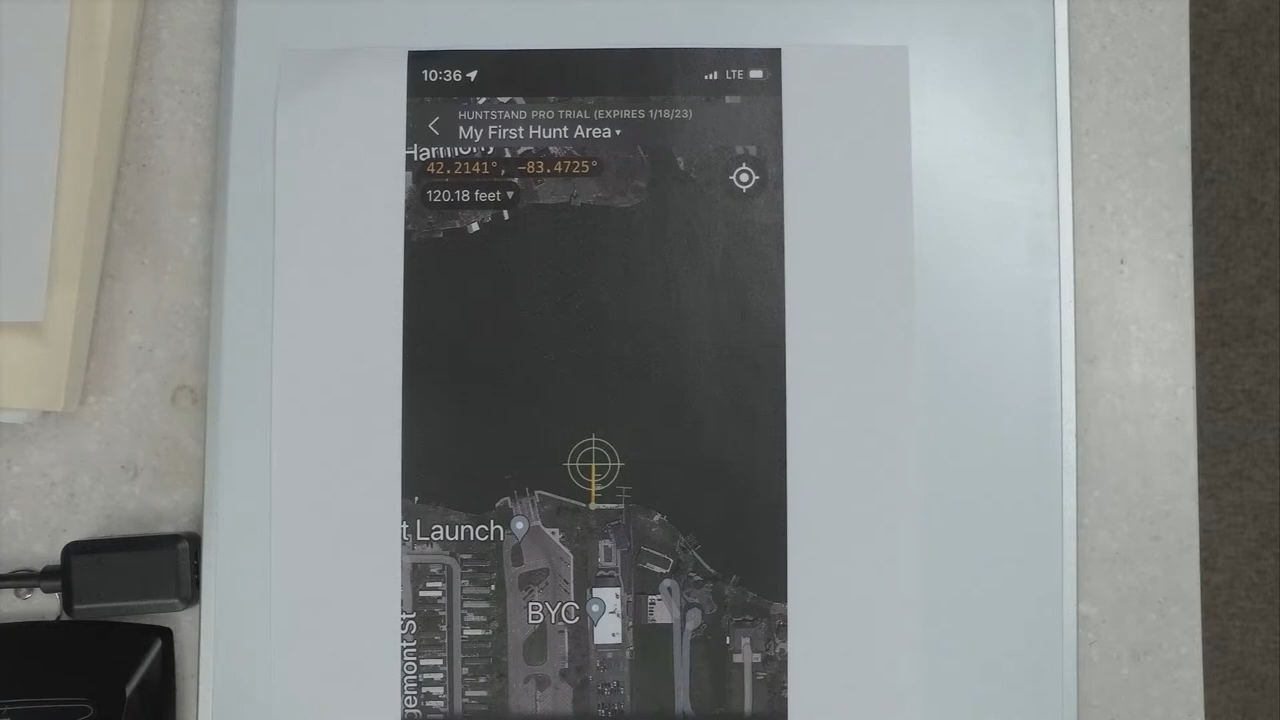 10:36 LTE
HUNTSTAND PRO TRIAL (EXPIRES 1/18/23)
My First Hunt Area
Harmony
42.2141°, −83.4725°
120.18 feet
t Launch
BYC
gemont St